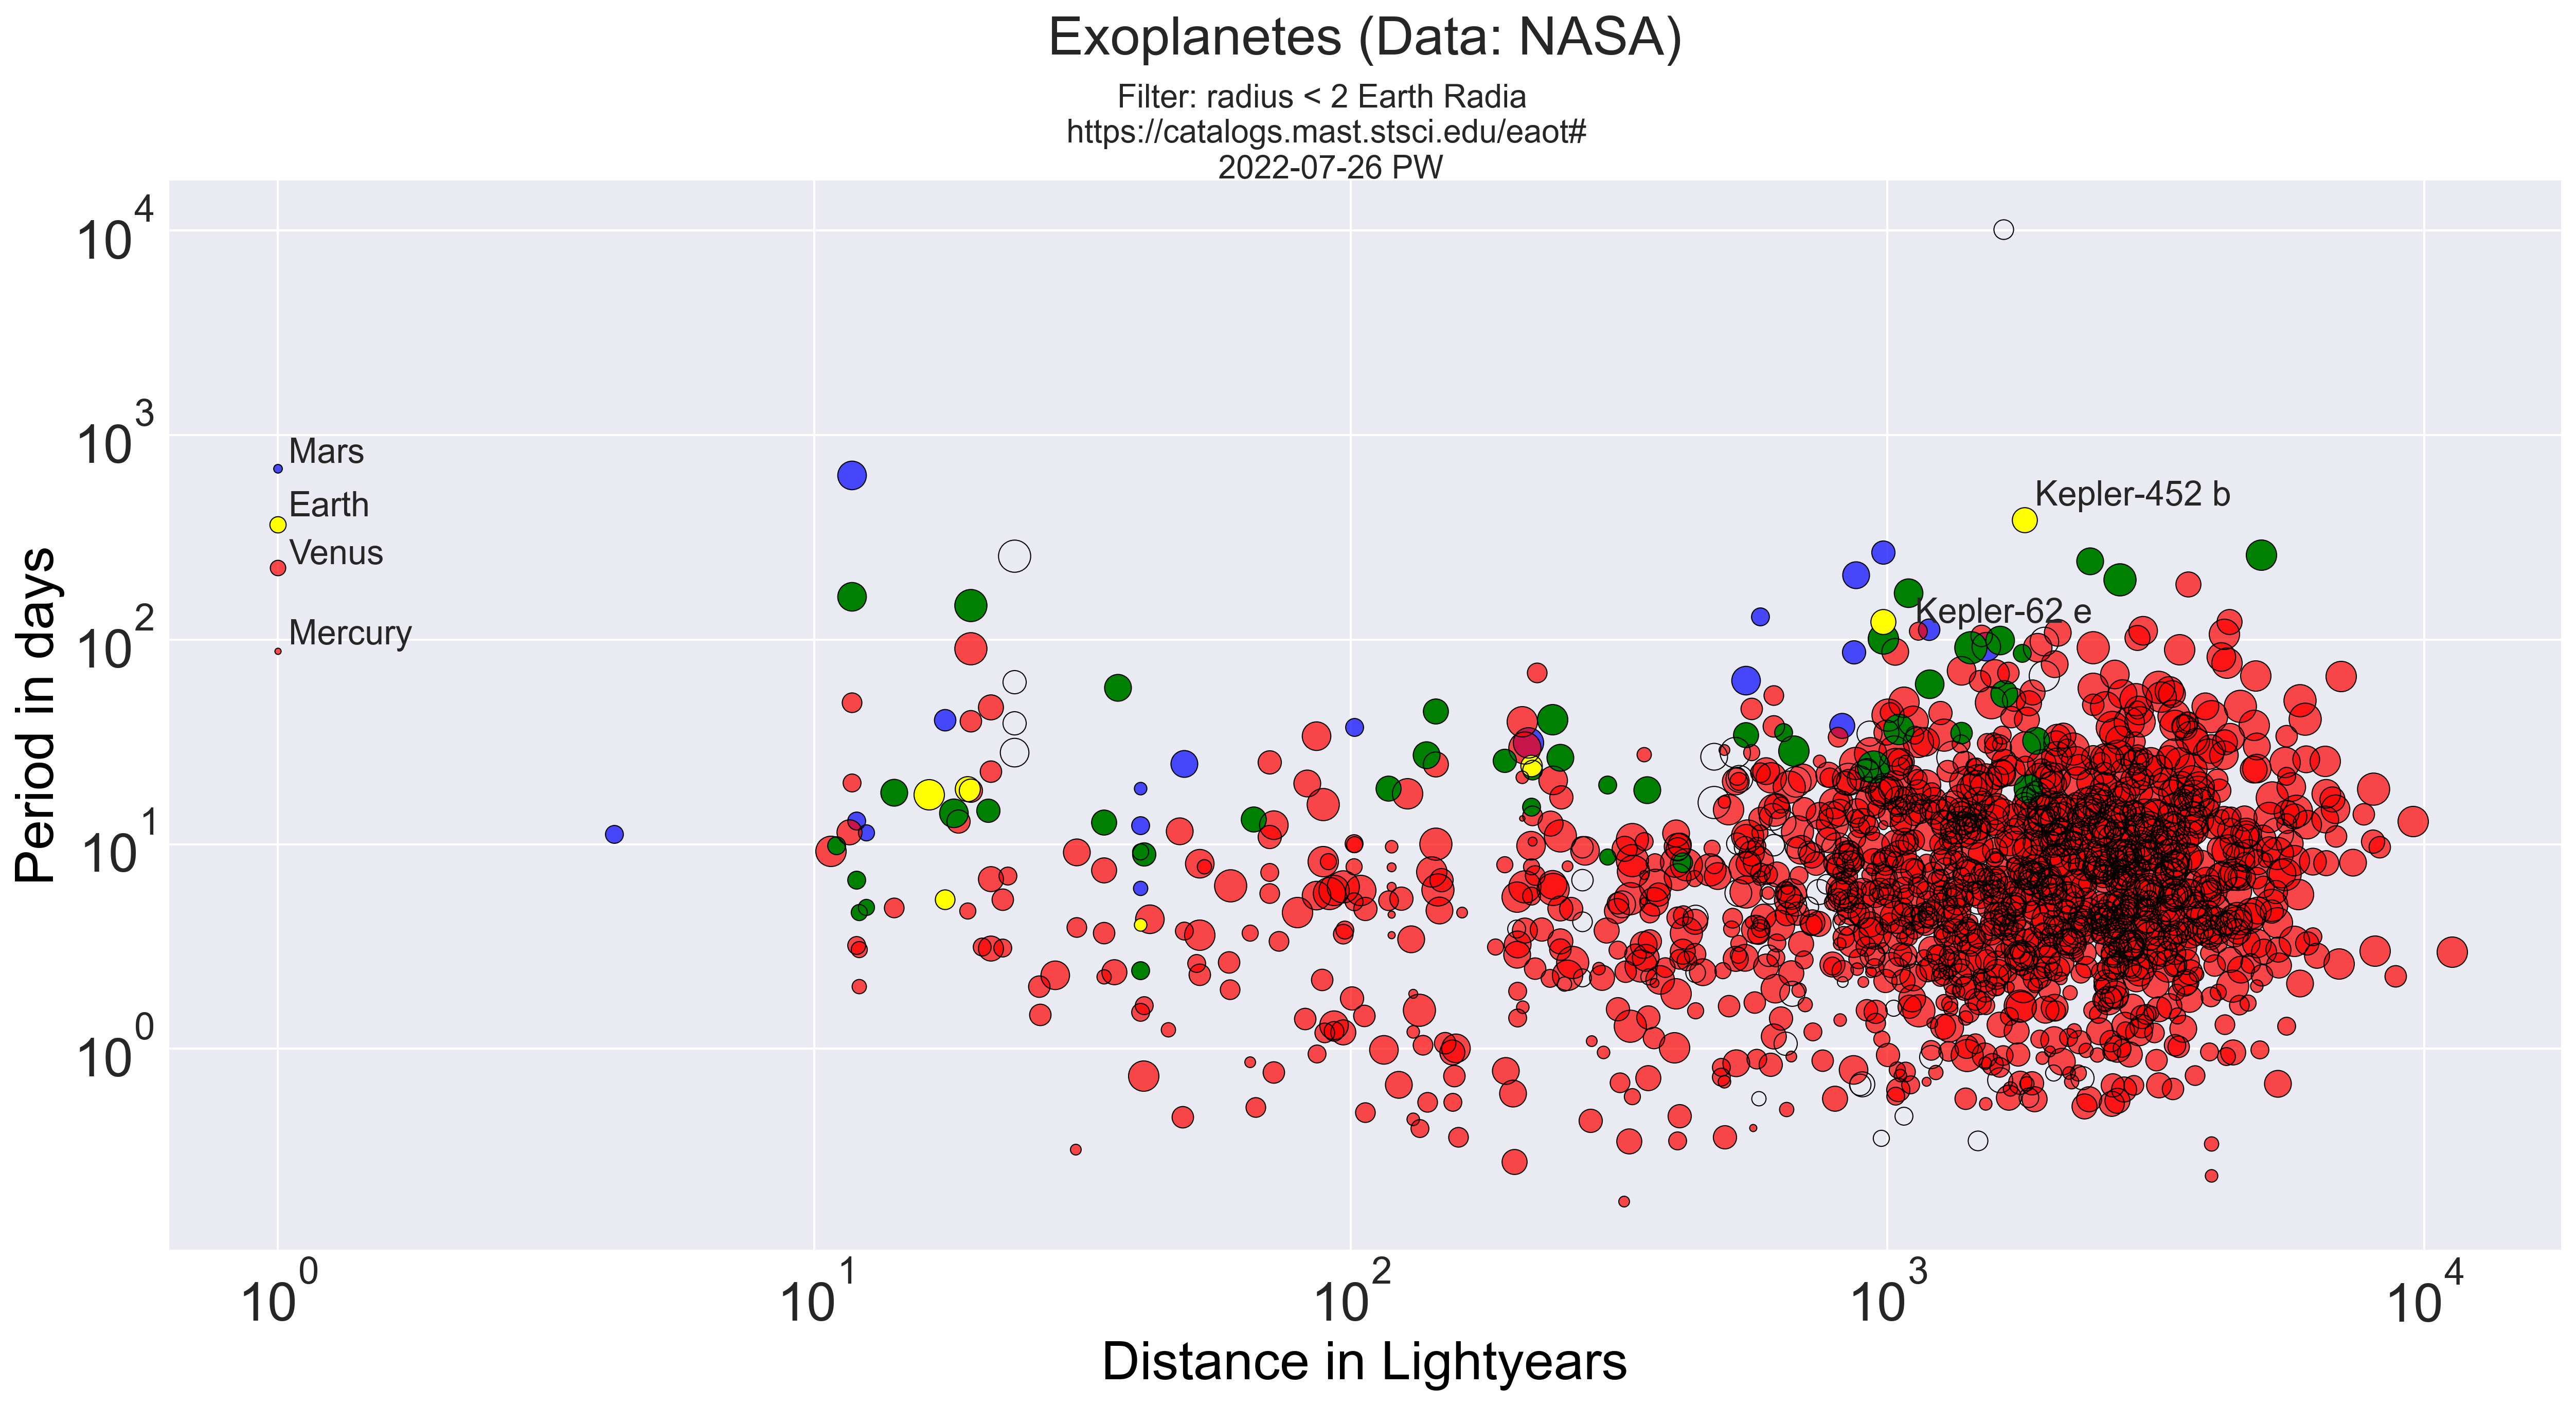 Exoplanetes (Data: NASA)
Filter: radius < 2 Earth Radia
https://catalogs.mast.stsci.edu/eaot#
2022-07-26 PW
10^4
10^3
10^2
10^1
10^0
Period in days
Mars
Earth
Venus
Mercury
Kepler-452 b
Kepler-62 e
10^0 10^1 10^2 10^3 10^4
Distance in Lightyears